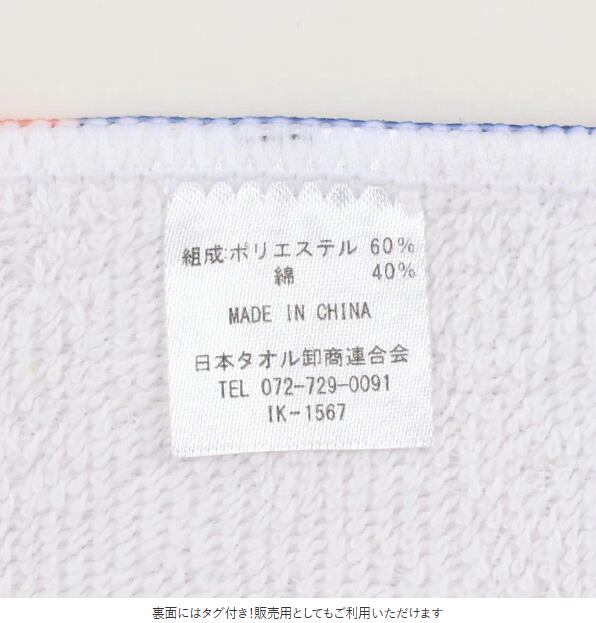 組成:ポリエステル 60%
綿 40%
MADE IN CHINA
日本タオル卸商連合会
TEL 072-729-0091
IK-1567
裏面にはタグ付き!販売用としてもご利用いただけます